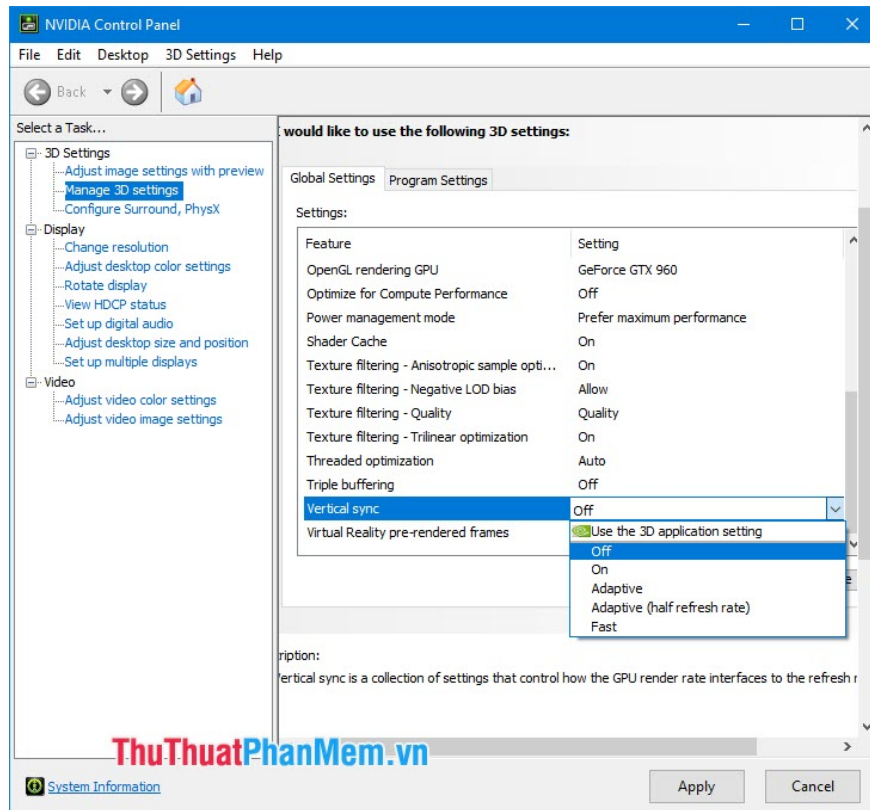 NVIDIA Control Panel
File Edit Desktop 3D Settings Help
Back
Select a Task...
3D Settings
Adjust image settings with preview
Manage 3D settings
Configure Surround, PhysX
Display
Change resolution
Adjust desktop color settings
Rotate display
View HDCP status
Set up digital audio
Adjust desktop size and position
Set up multiple displays
Video
Adjust video color settings
Adjust video image settings
would like to use the following 3D settings:
Global Settings Program Settings
Settings:
Feature Setting
OpenGL rendering GPU GeForce GTX 960
Optimize for Compute Performance Off
Power management mode Prefer maximum performance
Shader Cache On
Texture filtering - Anisotropic sample opti... On
Texture filtering - Negative LOD bias Allow
Texture filtering - Quality Quality
Texture filtering - Trilinear optimization On
Threaded optimization Auto
Triple buffering Off
Vertical sync Off
Virtual Reality pre-rendered frames
Use the 3D application setting
Off
On
Adaptive
Adaptive (half refresh rate)
Fast
ription:
ertical sync is a collection of settings that control how the GPU render rate interfaces to the refresh r
ThuThuatPhanMem.vn
System Information
Apply Cancel